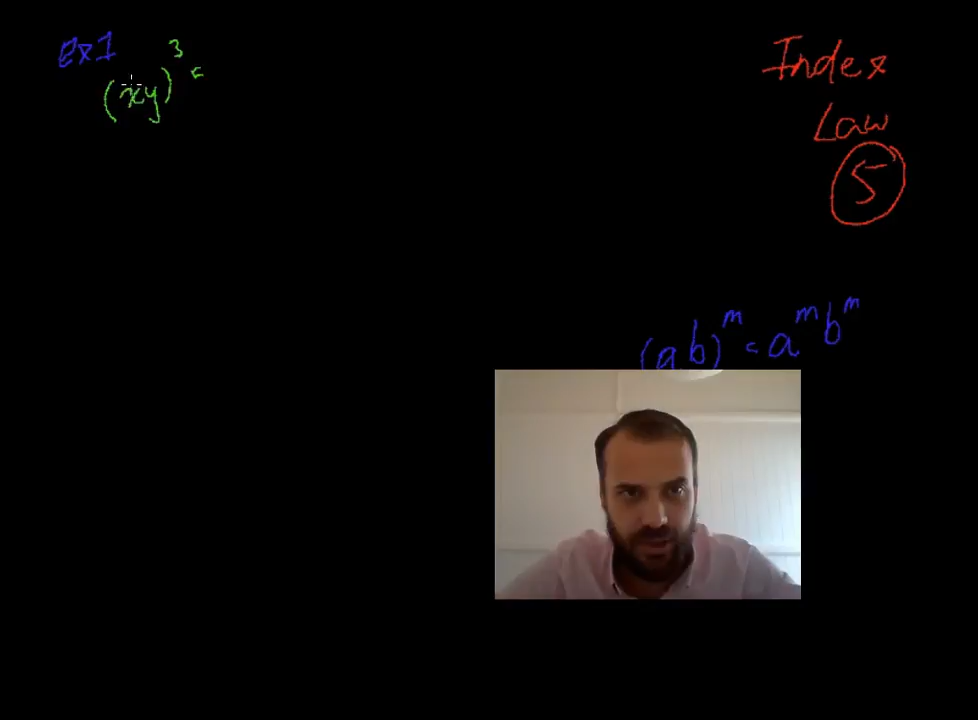 Ex1
(xy)³ =
Index
Law
5
(ab)ᵐ = aᵐbᵐ